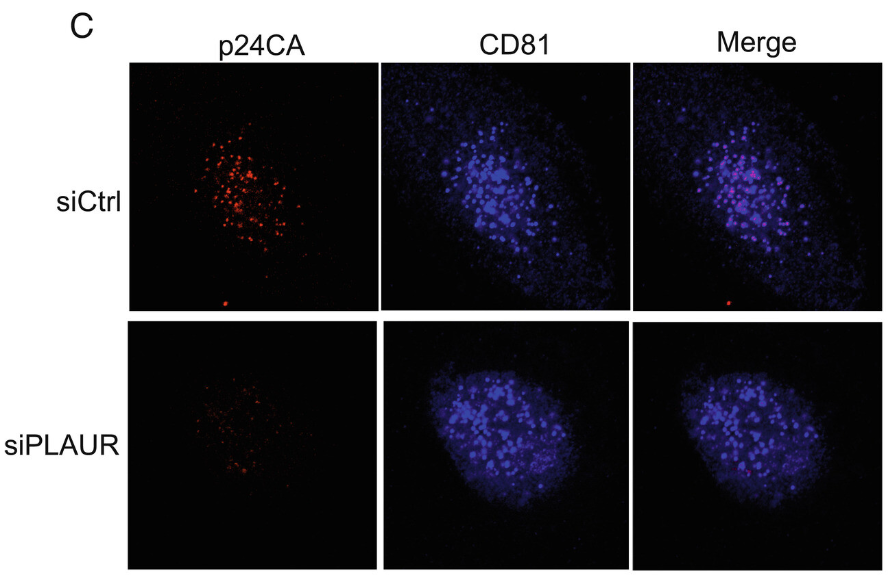 C
p24CA CD81 Merge
siCtrl
siPLAUR